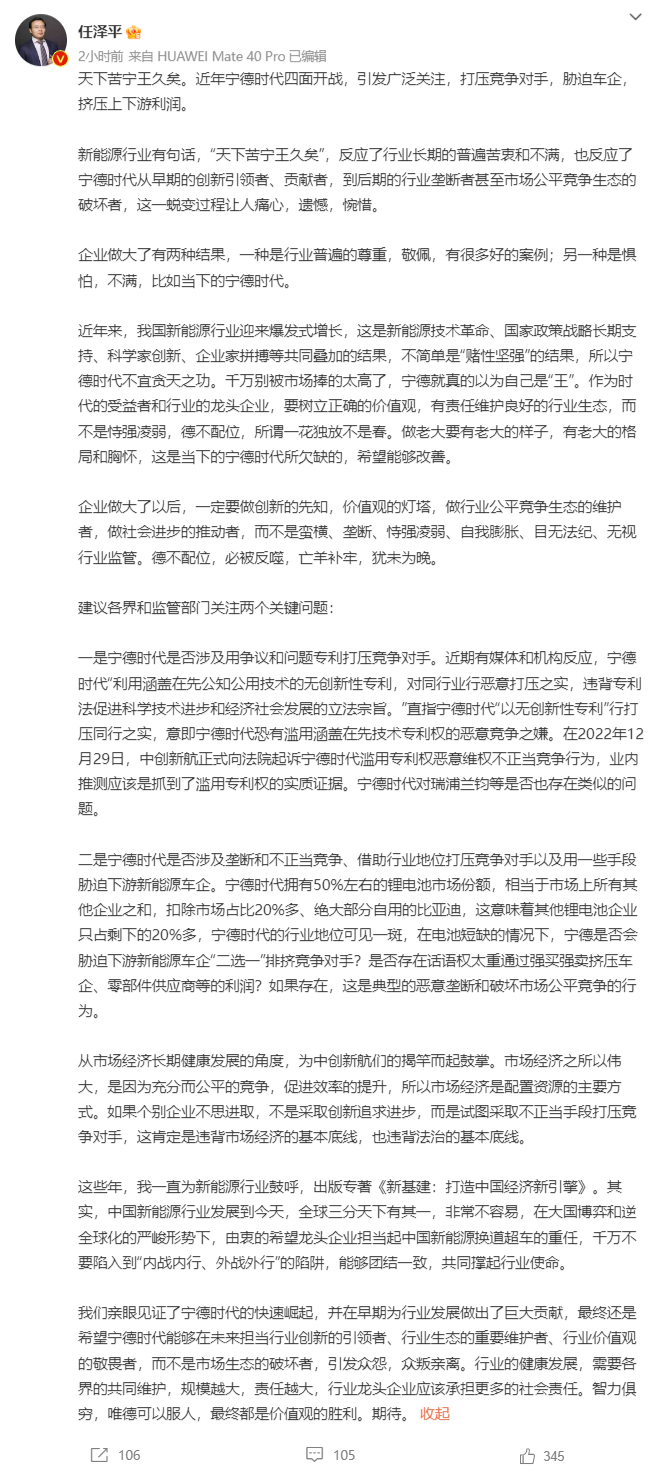 任泽平
2小时前 来自 HUAWEI Mate 40 Pro 已编辑
天下苦宁王久矣。近年宁德时代四面开战，引发广泛关注，打压竞争对手，胁迫车企，
挤压上下游利润。
新能源行业有句话，“天下苦宁王久矣”，反应了行业长期的普遍苦衷和不满，也反应了
宁德时代从早期的创新引领者、贡献者，到后期的行业垄断者甚至市场公平竞争生态的
破坏者，这一蜕变过程让人痛心，遗憾，惋惜。
企业做大了有两种结果，一种是行业普遍的尊重，敬佩，有很多好的案例；另一种是惧
怕，不满，比如当下的宁德时代。
近年来，我国新能源行业迎来爆发式增长，这是新能源技术革命、国家政策战略长期支
持、科学家创新、企业家拼搏等共同叠加的结果，不简单是“赌性坚强”的结果，所以宁
德时代不宜贪天之功。千万别被市场捧的太高了，宁德就真的以为自己是“王”。作为时
代的受益者和行业的龙头企业，要树立正确的价值观，有责任维护良好的行业生态，而
不是恃强凌弱，德不配位，所谓一花独放不是春。做老大要有老大的样子，有老大的格
局和胸怀，这是当下的宁德时代所欠缺的，希望能够改善。
企业做大了以后，一定要做创新的先知，价值观的灯塔，做行业公平竞争生态的维护
者，做社会进步的推动者，而不是蛮横、垄断、恃强凌弱、自我膨胀、目无法纪、无视
行业监管。德不配位，必被反噬，亡羊补牢，犹未为晚。
建议各界和监管部门关注两个关键问题：
一是宁德时代是否涉及用争议和问题专利打压竞争对手。近期有媒体和机构反应，宁德
时代“利用涵盖在先公知公用技术的无创新性专利，对同行业行恶意打压之实，违背专利
法促进科学技术进步和经济社会发展的立法宗旨。”直指宁德时代“以无创新性专利”行打
压同行之实，意即宁德时代恐有滥用涵盖在先技术专利权的恶意竞争之嫌。在2022年12
月29日，中创新航正式向法院起诉宁德时代滥用专利权恶意维权不正当竞争行为，业内
推测应该是抓到了滥用专利权的实质证据。宁德时代对瑞浦兰钧等是否也存在类似的问
题。
二是宁德时代是否涉及垄断和不正当竞争、借助行业地位打压竞争对手以及用一些手段
胁迫下游新能源车企。宁德时代拥有50%左右的锂电池市场份额，相当于市场上所有其
他企业之和，扣除市场占比20%多、绝大部分自用的比亚迪，这意味着其他锂电池企业
只占剩下的20%多，宁德时代的行业地位可见一斑，在电池短缺的情况下，宁德是否会
胁迫下游新能源车企“二选一”排挤竞争对手？是否存在话语权太重通过强买强卖挤压车
企、零部件供应商等的利润？如果存在，这是典型的恶意垄断和破坏市场公平竞争的行
为。
从市场经济长期健康发展的角度，为中创新航们的揭竿而起鼓掌。市场经济之所以伟
大，是因为充分而公平的竞争，促进效率的提升，所以市场经济是配置资源的主要方
式。如果个别企业不思进取，不是采取创新追求进步，而是试图采取不正当手段打压竞
争对手，这肯定是违背市场经济的基本底线，也违背法治的基本底线。
这些年，我一直为新能源行业鼓呼，出版专著《新基建：打造中国经济新引擎》。其
实，中国新能源行业发展到今天，全球三分天下有其一，非常不容易，在大国博弈和逆
全球化的严峻形势下，由衷的希望龙头企业担当起中国新能源换道超车的重任，千万不
要陷入到“内战内行、外战外行”的陷阱，能够团结一致，共同撑起行业使命。
我们亲眼见证了宁德时代的快速崛起，并在早期为行业发展做出了巨大贡献，最终还是
希望宁德时代能够在未来担当行业创新的引领者、行业生态的重要维护者、行业价值观
的敬畏者，而不是市场生态的破坏者，引发众怨，众叛亲离。行业的健康发展，需要各
界的共同维护，规模越大，责任越大，行业龙头企业应该承担更多的社会责任。智力俱
穷，唯德可以服人，最终都是价值观的胜利。期待。 收起
106 105 345